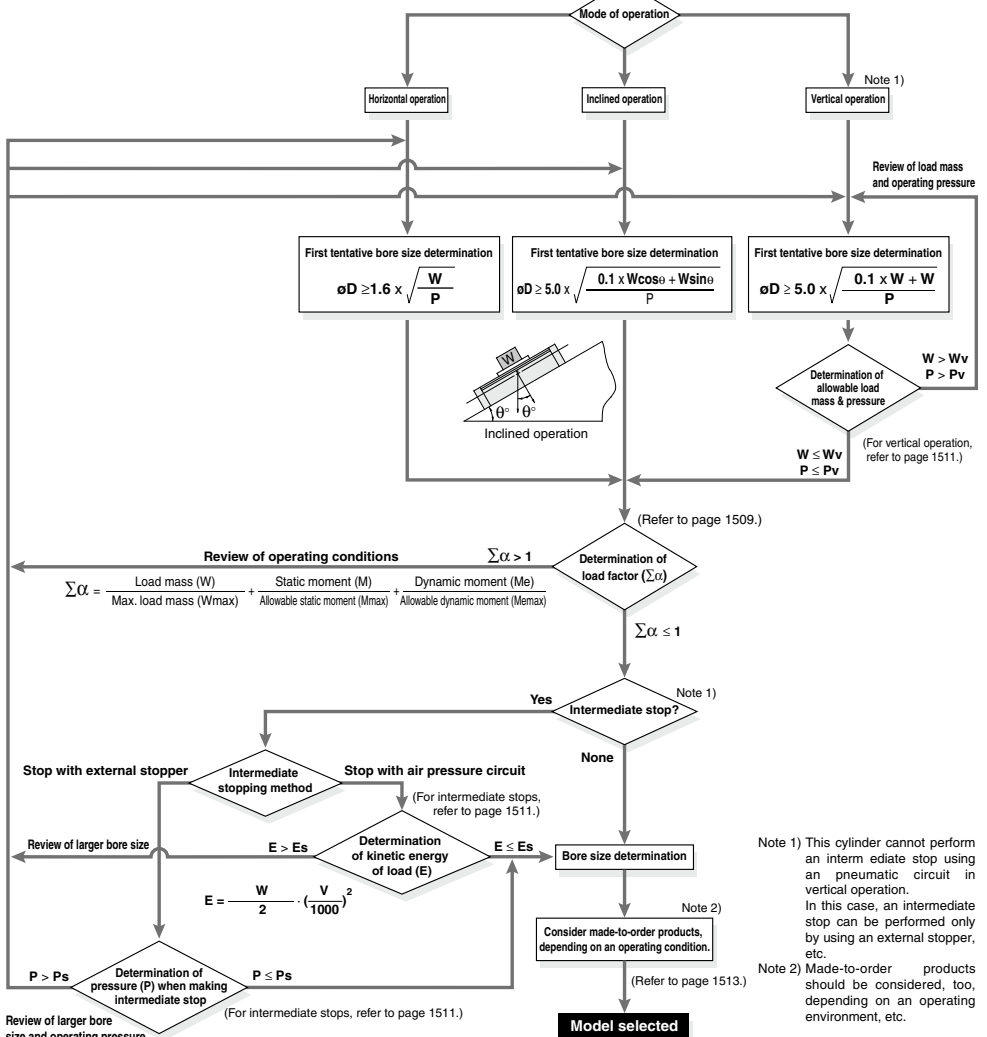 Mode of operation
Note 1)
Horizontal operation
Inclined operation
Vertical operation
Review of load mass
and operating pressure
First tentative bore size determination
øD ≥1.6 x √ W / P
First tentative bore size determination
øD ≥ 5.0 x √ 0.1 x Wcosθ + Wsinθ / P
First tentative bore size determination
øD ≥ 5.0 x √ 0.1 x W + W / P
W
θ° θ°
Inclined operation
Determination of
allowable load
mass & pressure
W > Wv
P > Pv
(For vertical operation,
refer to page 1511.)
W ≤ Wv
P ≤ Pv
(Refer to page 1509.)
Review of operating conditions
∑α > 1
Determination of
load factor (∑α)
∑α = Load mass (W) / Max. load mass (Wmax) + Static moment (M) / Allowable static moment (Mmax) + Dynamic moment (Me) / Allowable dynamic moment (Memax)
∑α ≤ 1
Yes
Intermediate stop?
Note 1)
None
Stop with external stopper
Intermediate
stopping method
Stop with air pressure circuit
(For intermediate stops,
refer to page 1511.)
Review of larger bore size
E > Es
Determination
of kinetic energy
of load (E)
E ≤ Es
Bore size determination
E = W / 2 · (V / 1000)²
Note 2)
Consider made-to-order products,
depending on an operating condition.
P > Ps
Determination of
pressure (P) when making
intermediate stop
P ≤ Ps
(For intermediate stops, refer to page 1511.)
(Refer to page 1513.)
Review of larger bore
size and operating pressure
Model selected
Note 1) This cylinder cannot perform
an interm ediate stop using
an pneumatic circuit in
vertical operation.
In this case, an intermediate
stop can be performed only
by using an external stopper,
etc.
Note 2) Made-to-order products
should be considered, too,
depending on an operating
environment, etc.